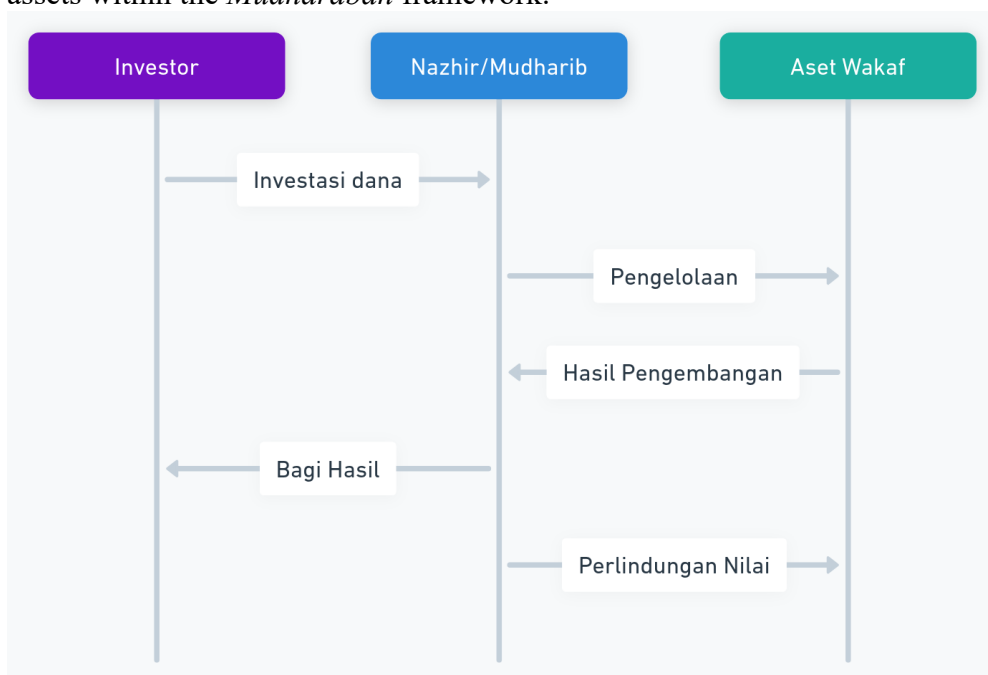 assets within the Mudharabah framework.
Investor
Nazhir/Mudharib
Aset Wakaf
Investasi dana
Pengelolaan
Hasil Pengembangan
Bagi Hasil
Perlindungan Nilai